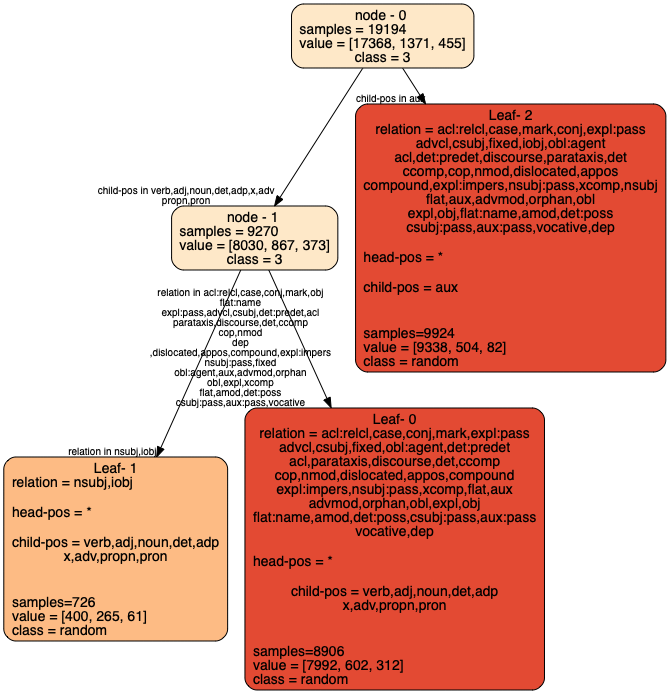 node - 0
samples = 19194
value = [17368, 1371, 455]
class = 3
child-pos in aux
Leaf- 2
relation = acl:relcl,case,mark,conj,expl:pass
advcl,csubj,fixed,iobj,obl:agent
acl,det:predet,discourse,parataxis,det
ccomp,cop,nmod,dislocated,appos
compound,expl:impers,nsubj:pass,xcomp,nsubj
flat,aux,advmod,orphan,obl
expl,obj,flat:name,amod,det:poss
csubj:pass,aux:pass,vocative,dep
head-pos = *
child-pos = aux
samples=9924
value = [9338, 504, 82]
class = random
child-pos in verb,adj,noun,det,adp,x,adv
propn,pron
node - 1
samples = 9270
value = [8030, 867, 373]
class = 3
relation in acl:relcl,case,conj,mark,obj
flat:name
expl:pass,advcl,csubj,det:predet,acl
parataxis,discourse,det,ccomp
cop,nmod
dep
,dislocated,appos,compound,expl:impers
nsubj:pass,fixed
obl:agent,aux,advmod,orphan
obl,expl,xcomp
flat,amod,det:poss
csubj:pass,aux:pass,vocative
relation in nsubj,iobj
Leaf- 1
relation = nsubj,iobj
head-pos = *
child-pos = verb,adj,noun,det,adp
x,adv,propn,pron
samples=726
value = [400, 265, 61]
class = random
Leaf- 0
relation = acl:relcl,case,conj,mark,expl:pass
advcl,csubj,fixed,obl:agent,det:predet
acl,parataxis,discourse,det,ccomp
cop,nmod,dislocated,appos,compound
expl:impers,nsubj:pass,xcomp,flat,aux
advmod,orphan,obl,expl,obj
flat:name,amod,det:poss,csubj:pass,aux:pass
vocative,dep
head-pos = *
child-pos = verb,adj,noun,det,adp
x,adv,propn,pron
samples=8906
value = [7992, 602, 312]
class = random